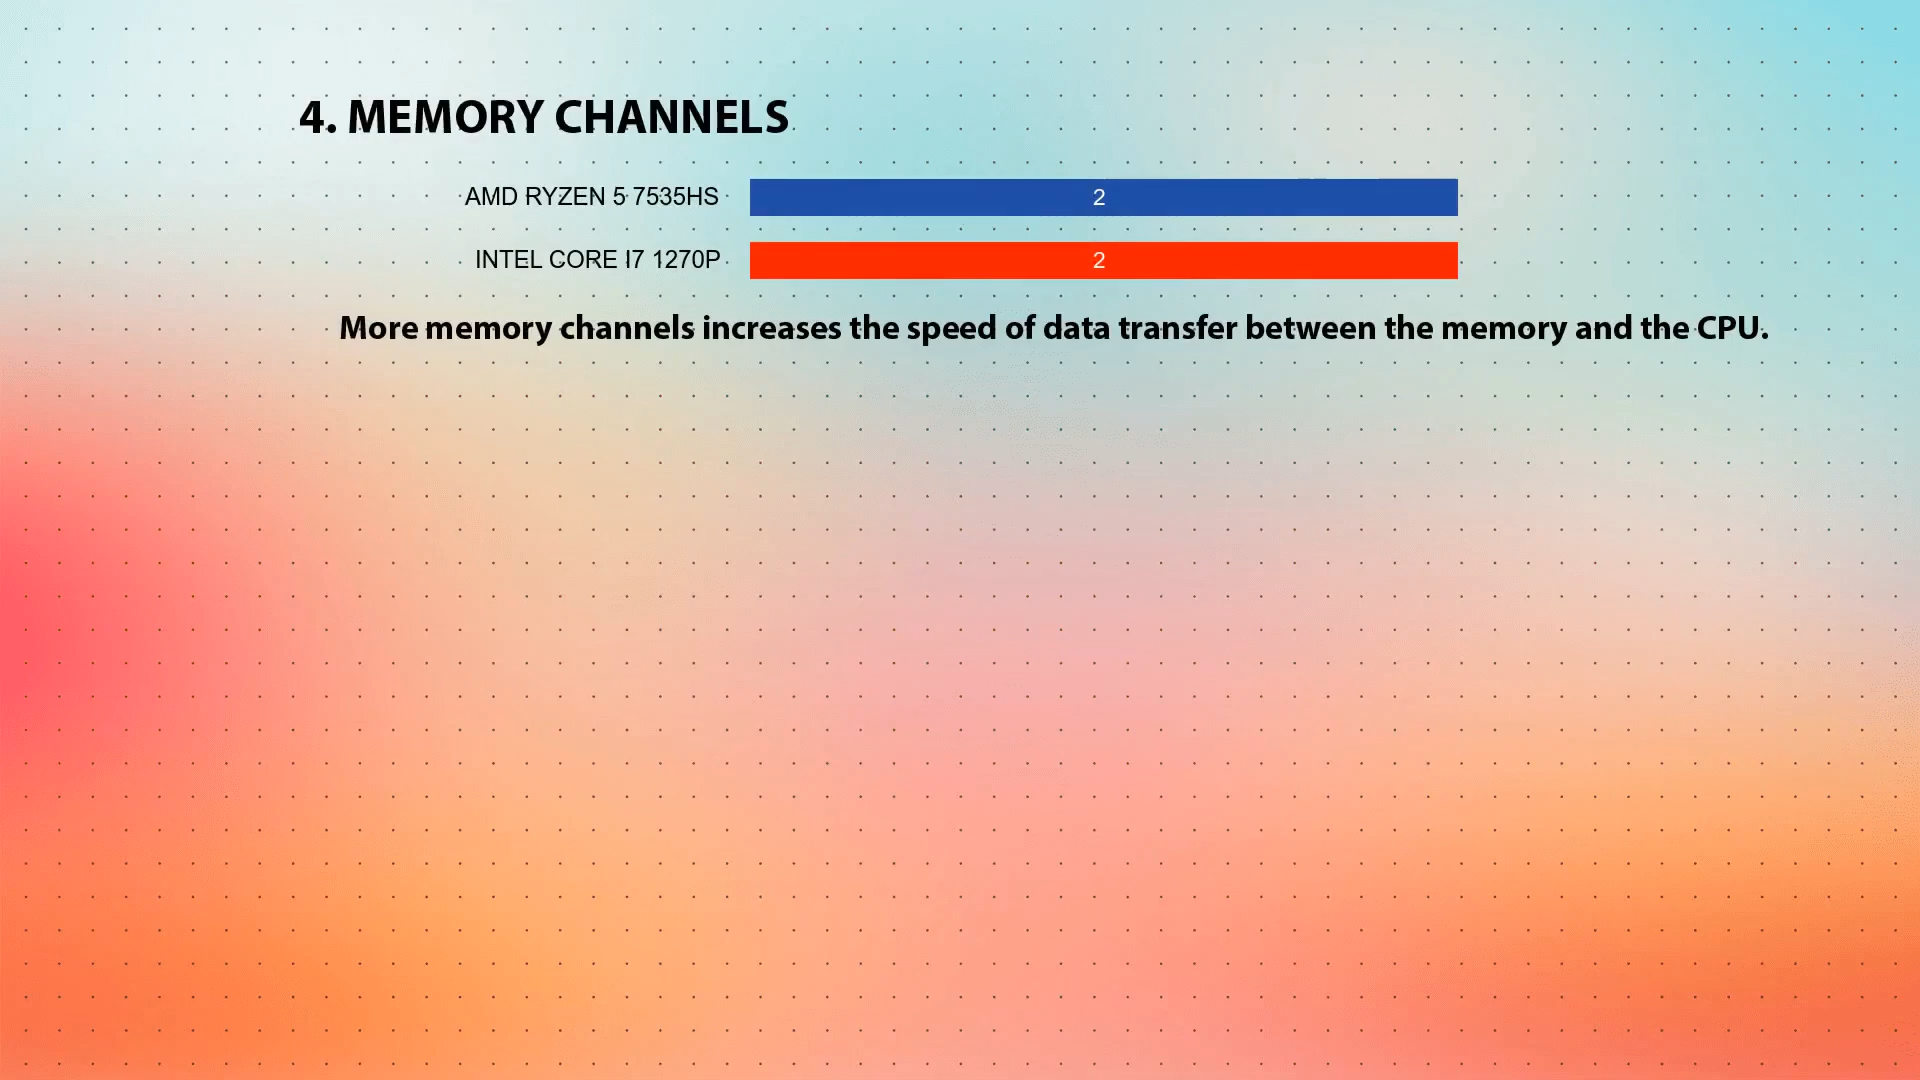 4. MEMORY CHANNELS
AMD RYZEN 5 7535HS
2
INTEL CORE I7 1270P
2
More memory channels increases the speed of data transfer between the memory and the CPU.